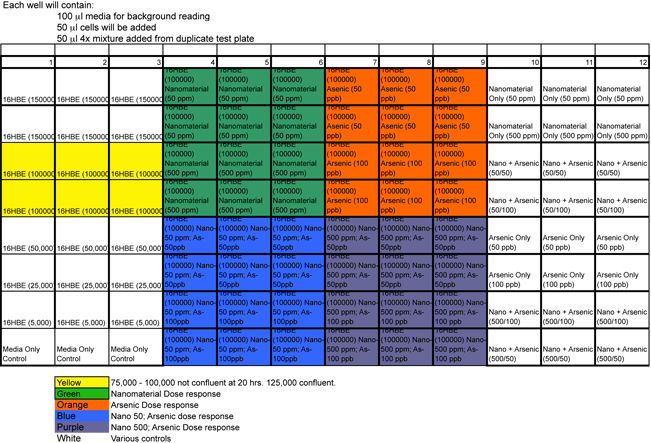 Each well will contain:
100 µl media for background reading
50 µl cells will be added
50 µl 4x mixture added from duplicate test plate
1 2 3 4 5 6 7 8 9 10 11 12
16HBE (150000 16HBE (150000 16HBE (150000 16HBE 16HBE 16HBE 16HBE 16HBE 16HBE
(100000) (100000) (100000) (100000) (100000) (100000)
Nanomaterial Nanomaterial Nanomaterial Asenic (50 Asenic (50 Asenic (50 Nanomaterial Nanomaterial Nanomaterial
(50 ppm) (50 ppm) (50 ppm) ppb) ppb) ppb) Only (50 ppm) Only (50 ppm) Only (50 ppm)
16HBE (150000 16HBE (150000 16HBE (150000 16HBE 16HBE 16HBE 16HBE 16HBE 16HBE
(100000) (100000) (100000) (100000) (100000) (100000)
Nanomaterial Nanomaterial Nanomaterial Asenic (50 Asenic (50 Asenic (50 Nanomaterial Nanomaterial Nanomaterial
(50 ppm) (50 ppm) (50 ppm) ppb) ppb) ppb) Only (500 ppm) Only (500 ppm) Only (500 ppm)
16HBE (100000 16HBE (100000 16HBE (100000 16HBE 16HBE 16HBE 16HBE 16HBE 16HBE
(100000) (100000) (100000) (100000) (100000) (100000)
Nanomaterial Nanomaterial Nanomaterial Arsenic (100 Arsenic (100 Arsenic (100 Nano + Arsenic Nano + Arsenic Nano + Arsenic
(500 ppm) (500 ppm) (500 ppm) ppb) ppb) ppb) (50/50) (50/50) (50/50)
16HBE (100000 16HBE (100000 16HBE (100000 16HBE 16HBE 16HBE 16HBE 16HBE 16HBE
(100000) (100000) (100000) (100000) (100000) (100000)
Nanomaterial Nanomaterial Nanomaterial Arsenic (100 Arsenic (100 Arsenic (100 Nano + Arsenic Nano + Arsenic Nano + Arsenic
(500 ppm) (500 ppm) (500 ppm) ppb) ppb) ppb) (50/100) (50/100) (50/100)
16HBE (50,000 16HBE (50,000 16HBE (50,000) 16HBE 16HBE 16HBE 16HBE 16HBE 16HBE
(100000) Nano- (100000) Nano- (100000) Nano- (100000) Nano- (100000) Nano- (100000) Nano-
50 ppm; As- 50 ppm; As- 50 ppm; As- 500 ppm; As- 500 ppm; As- 500 ppm; As- Arsenic Only Arsenic Only Arsenic Only
50ppb 50ppb 50ppb 50ppb 50ppb 50ppb (50 ppb) (50 ppb) (50 ppb)
16HBE (25,000 16HBE (25,000 16HBE (25,000) 16HBE 16HBE 16HBE 16HBE 16HBE 16HBE
(100000) Nano- (100000) Nano- (100000) Nano- (100000) Nano- (100000) Nano- (100000) Nano-
50 ppm; As- 50 ppm; As- 50 ppm; As- 500 ppm; As- 500 ppm; As- 500 ppm; As- Arsenic Only Arsenic Only Arsenic Only
50ppb 50ppb 50ppb 50ppb 50ppb 50ppb (100 ppb) (100 ppb) (100 ppb)
16HBE (5,000) 16HBE (5,000) 16HBE (5,000) 16HBE 16HBE 16HBE 16HBE 16HBE 16HBE
(100000) Nano- (100000) Nano- (100000) Nano- (100000) Nano- (100000) Nano- (100000) Nano-
50 ppm; As- 50 ppm; As- 50 ppm; As- 500 ppm; As- 500 ppm; As- 500 ppm; As- Nano + Arsenic Nano + Arsenic Nano + Arsenic
100ppb 100ppb 100ppb 100 ppb 100 ppb 100 ppb (500/100) (500/100) (500/100)
16HBE 16HBE 16HBE 16HBE 16HBE 16HBE
(100000) Nano- (100000) Nano- (100000) Nano- (100000) Nano- (100000) Nano- (100000) Nano-
Media Only Media Only Media Only 50 ppm; As- 50 ppm; As- 50 ppm; As- 500 ppm; As- 500 ppm; As- 500 ppm; As- Nano + Arsenic Nano + Arsenic Nano + Arsenic
Control Control Control 100ppb 100ppb 100ppb 100 ppb 100 ppb 100 ppb (500/50) (500/50) (500/50)
Yellow 75,000 - 100,000 not confluent at 20 hrs. 125,000 confluent.
Green Nanomaterial Dose response
Orange Arsenic Dose response
Blue Nano 50; Arsenic dose response
Purple Nano 500; Arsenic Dose response
White Various controls